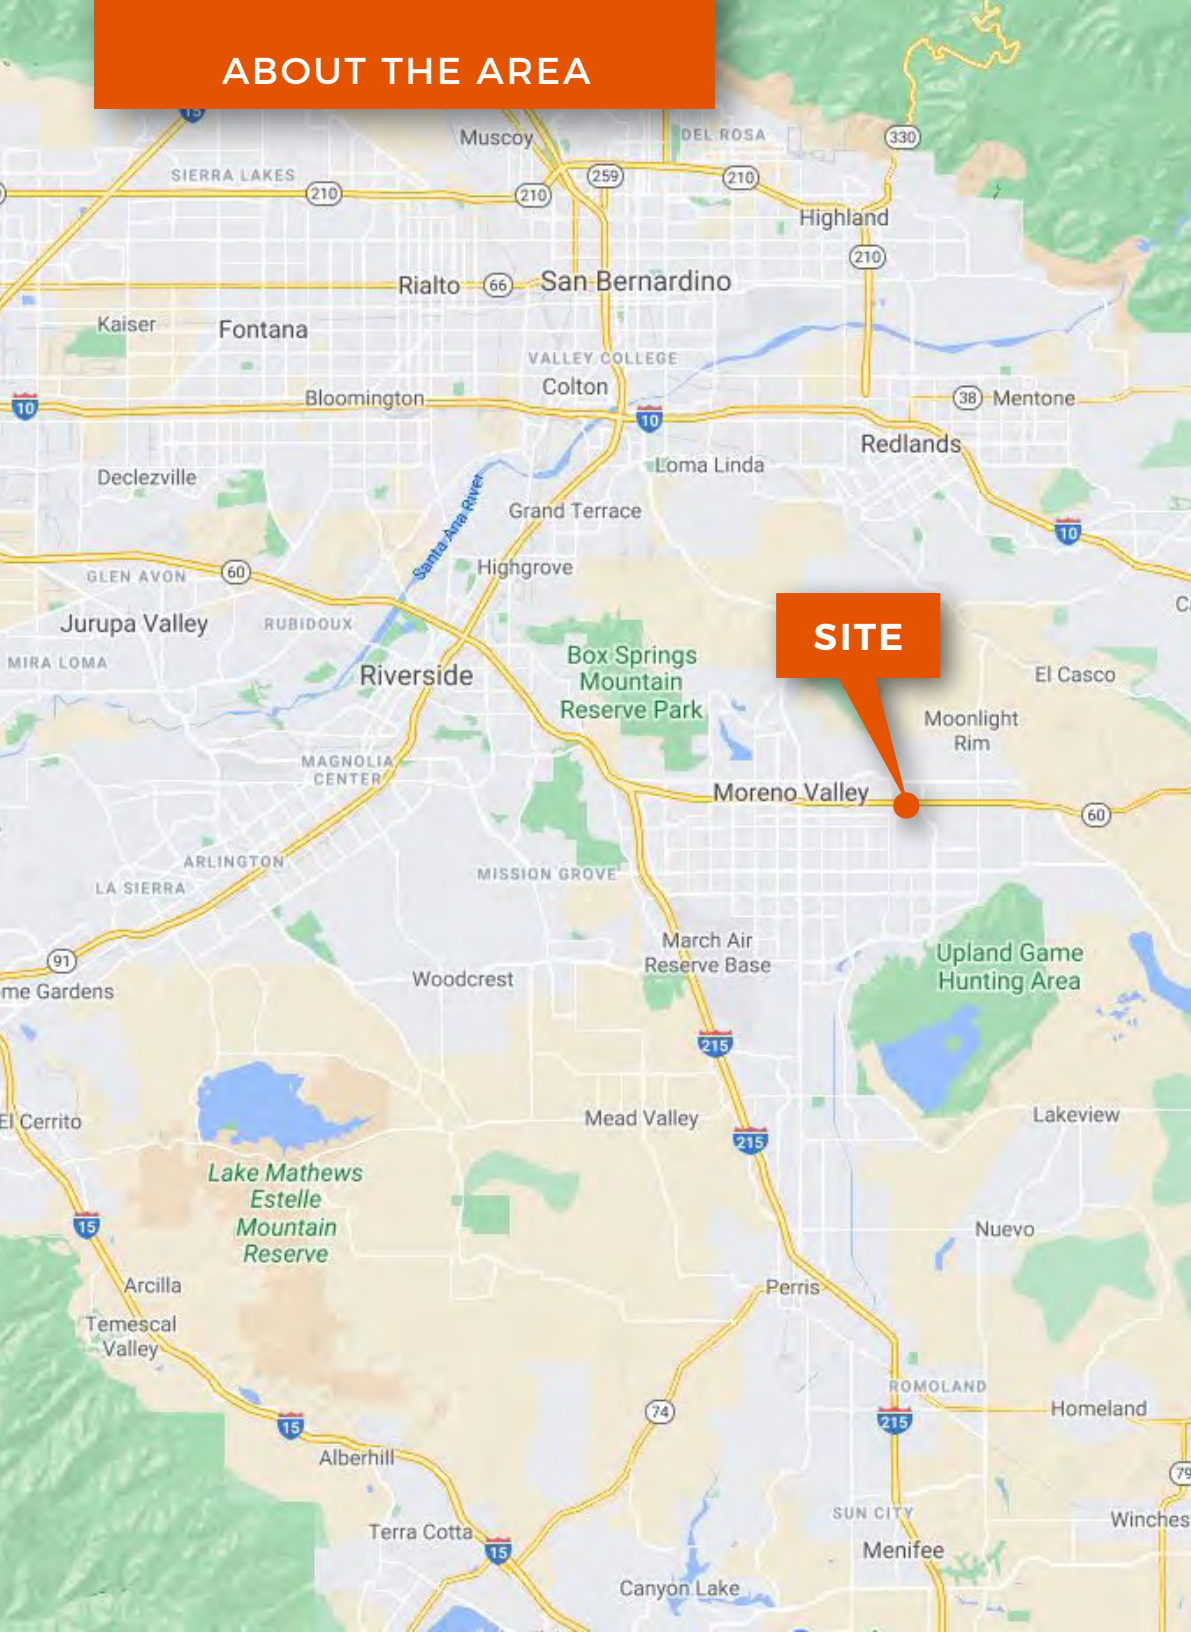 ABOUT THE AREA
15
Muscoy
DEL ROSA
330
SIERRA LAKES
210
210
259
210
Highland
210
Rialto
66
San Bernardino
Kaiser
Fontana
VALLEY COLLEGE
Colton
10
Bloomington
10
38
Mentone
Redlands
Declezville
Loma Linda
Santa Ana River
Grand Terrace
10
Highgrove
GLEN AVON
60
Jurupa Valley
RUBIDOUX
MIRA LOMA
Riverside
Box Springs
Mountain
Reserve Park
SITE
El Casco
Moonlight
Rim
MAGNOLIA
CENTER
Moreno Valley
60
ARLINGTON
LA SIERRA
MISSION GROVE
91
me Gardens
Woodcrest
March Air
Reserve Base
Upland Game
Hunting Area
215
El Cerrito
Mead Valley
215
Lakeview
Lake Mathews
Estelle
Mountain
Reserve
15
Nuevo
Arcilla
Perris
Temescal
Valley
ROMOLAND
74
215
Homeland
15
Alberhill
79
SUN CITY
Winches
Terra Cotta
15
Menifee
Canyon Lake